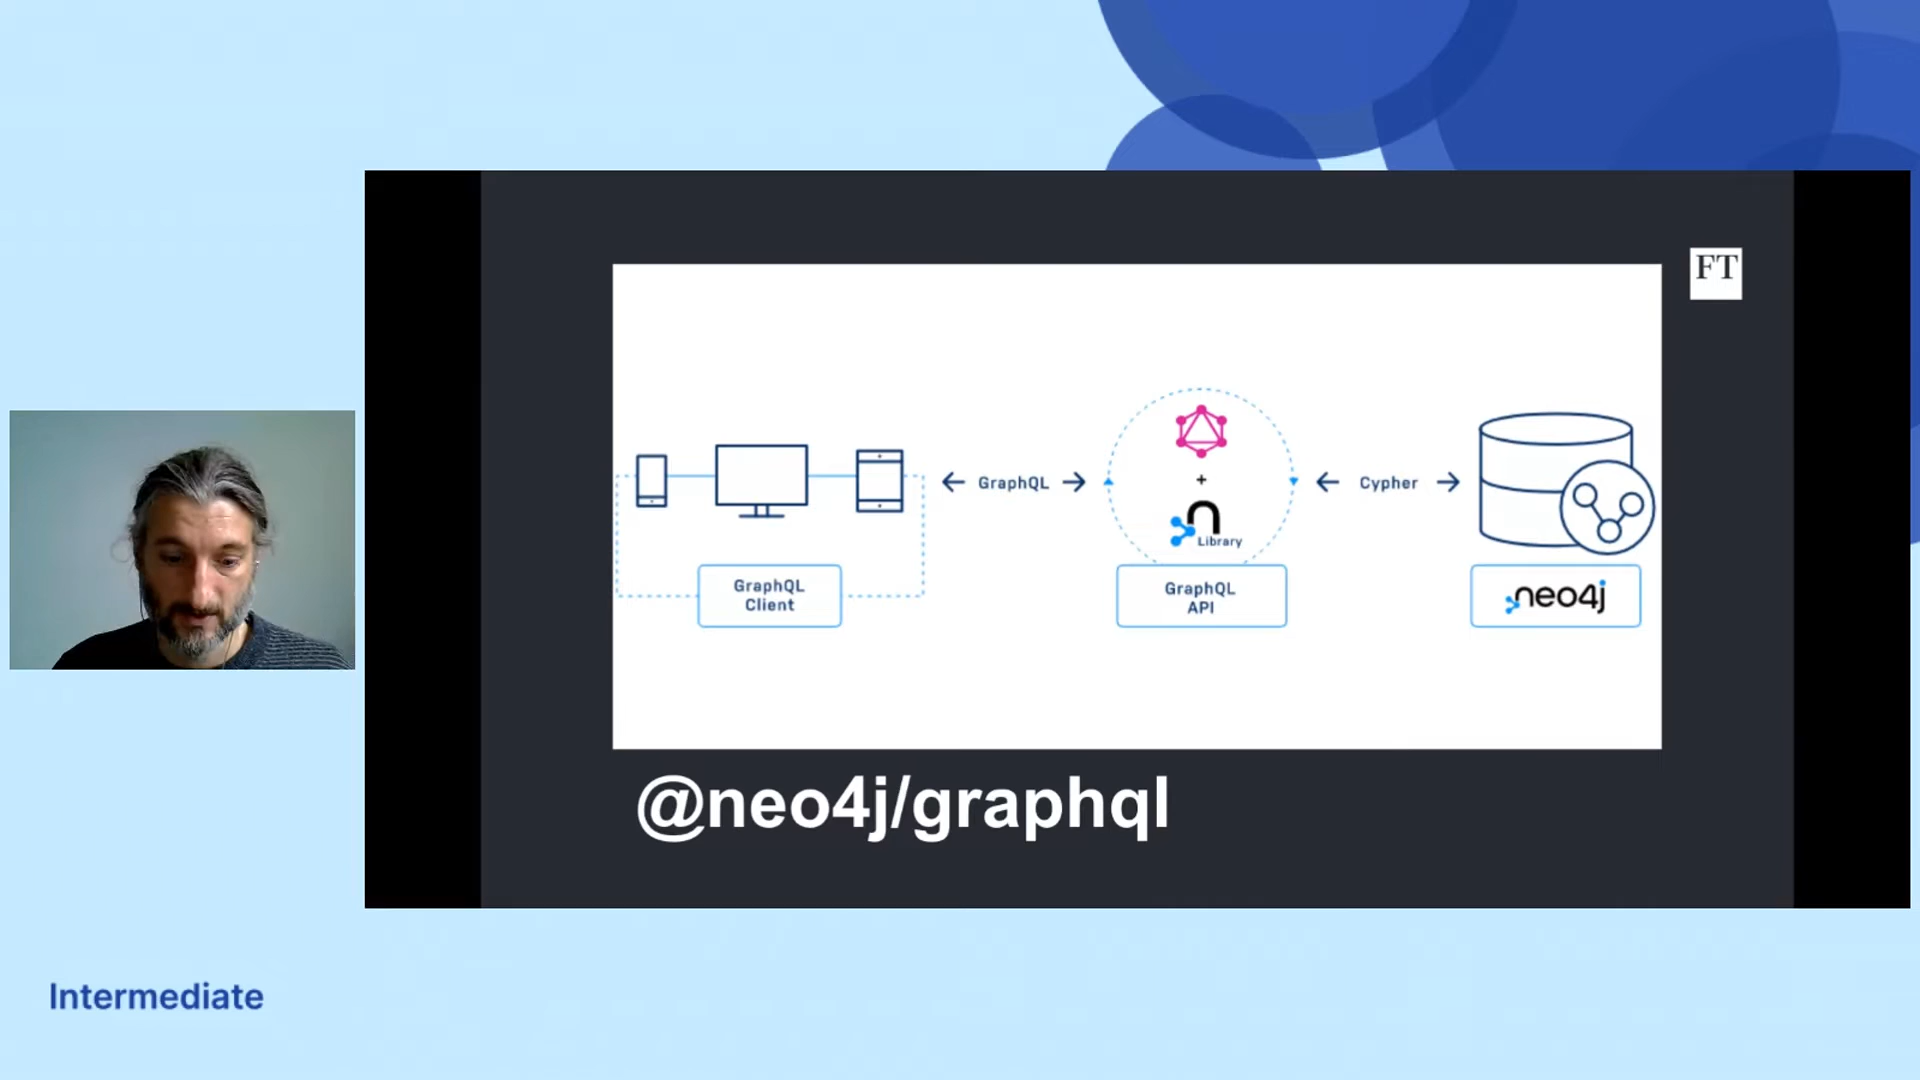 FT
GraphQL
Cypher
+
Library
GraphQL
Client
GraphQL
API
neo4j
@neo4j/graphql
Intermediate